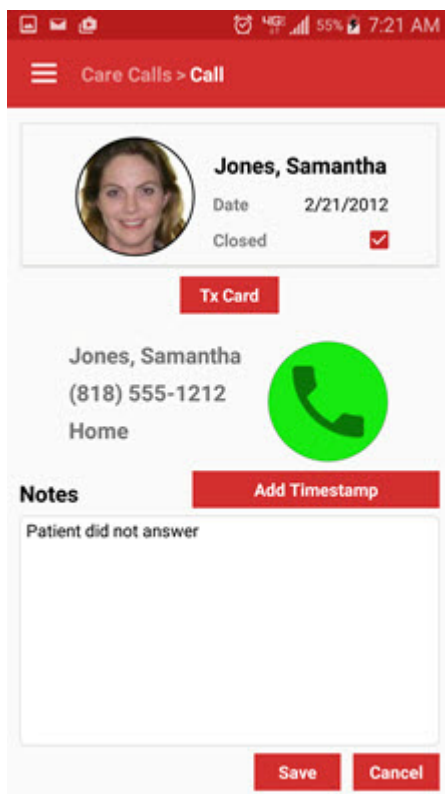 4GE 55% 7:21 AM
Care Calls > Call
Jones, Samantha
Date 2/21/2012
Closed
Tx Card
Jones, Samantha
(818) 555-1212
Home
Notes
Add Timestamp
Patient did not answer
Save Cancel